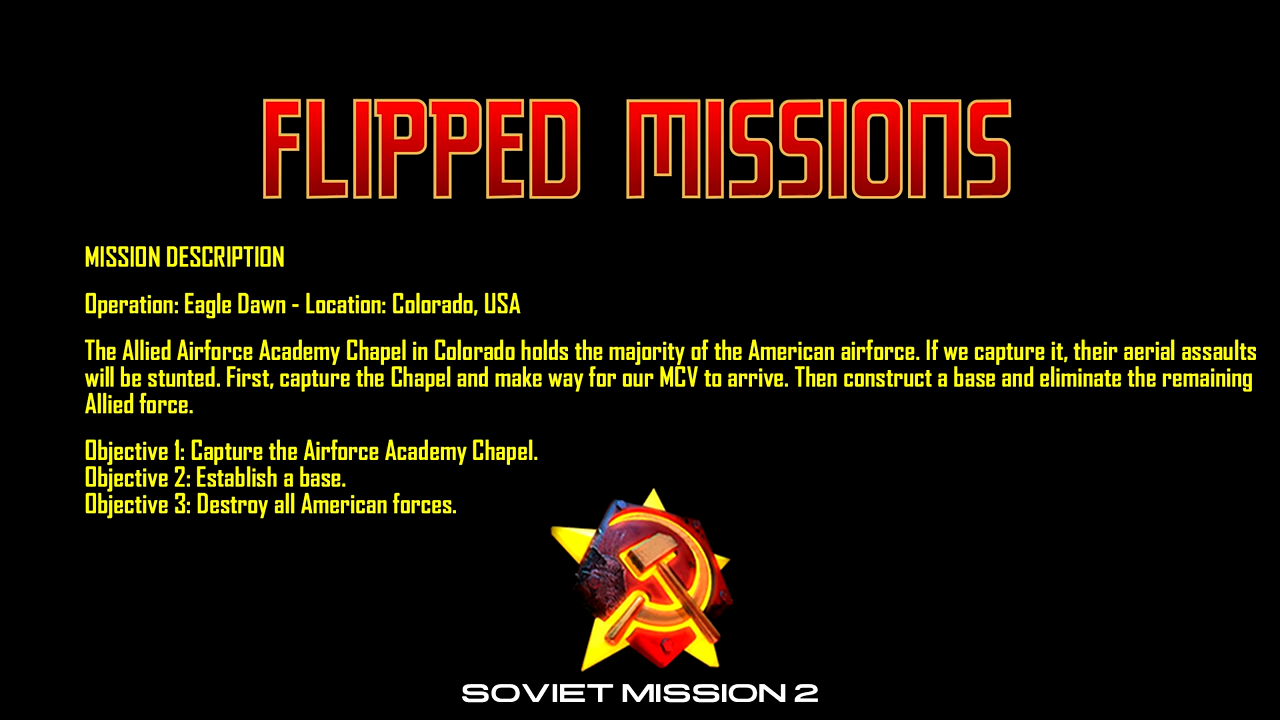 FLIPPED MISSIONS
MISSION DESCRIPTION
Operation: Eagle Dawn - Location: Colorado, USA
The Allied Airforce Academy Chapel in Colorado holds the majority of the American airforce. If we capture it, their aerial assaults
will be stunted. First, capture the Chapel and make way for our MCV to arrive. Then construct a base and eliminate the remaining
Allied force.
Objective 1: Capture the Airforce Academy Chapel.
Objective 2: Establish a base.
Objective 3: Destroy all American forces.
SOVIET MISSION 2